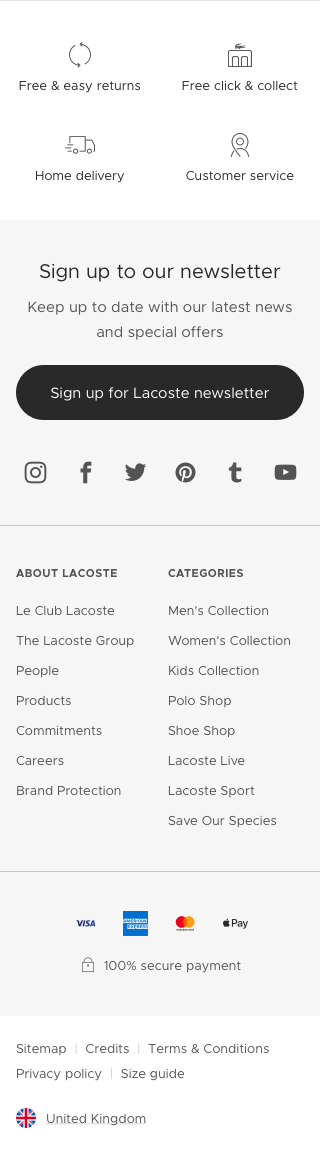 Free & easy returns
Free click & collect
Home delivery
Customer service
Sign up to our newsletter
Keep up to date with our latest news
and special offers
Sign up for Lacoste newsletter
ABOUT LACOSTE
Le Club Lacoste
The Lacoste Group
People
Products
Commitments
Careers
Brand Protection
CATEGORIES
Men's Collection
Women's Collection
Kids Collection
Polo Shop
Shoe Shop
Lacoste Live
Lacoste Sport
Save Our Species
VISA
AMERICAN
EXPRESS
mastercard
Pay
100% secure payment
Sitemap | Credits | Terms & Conditions
Privacy policy | Size guide
United Kingdom